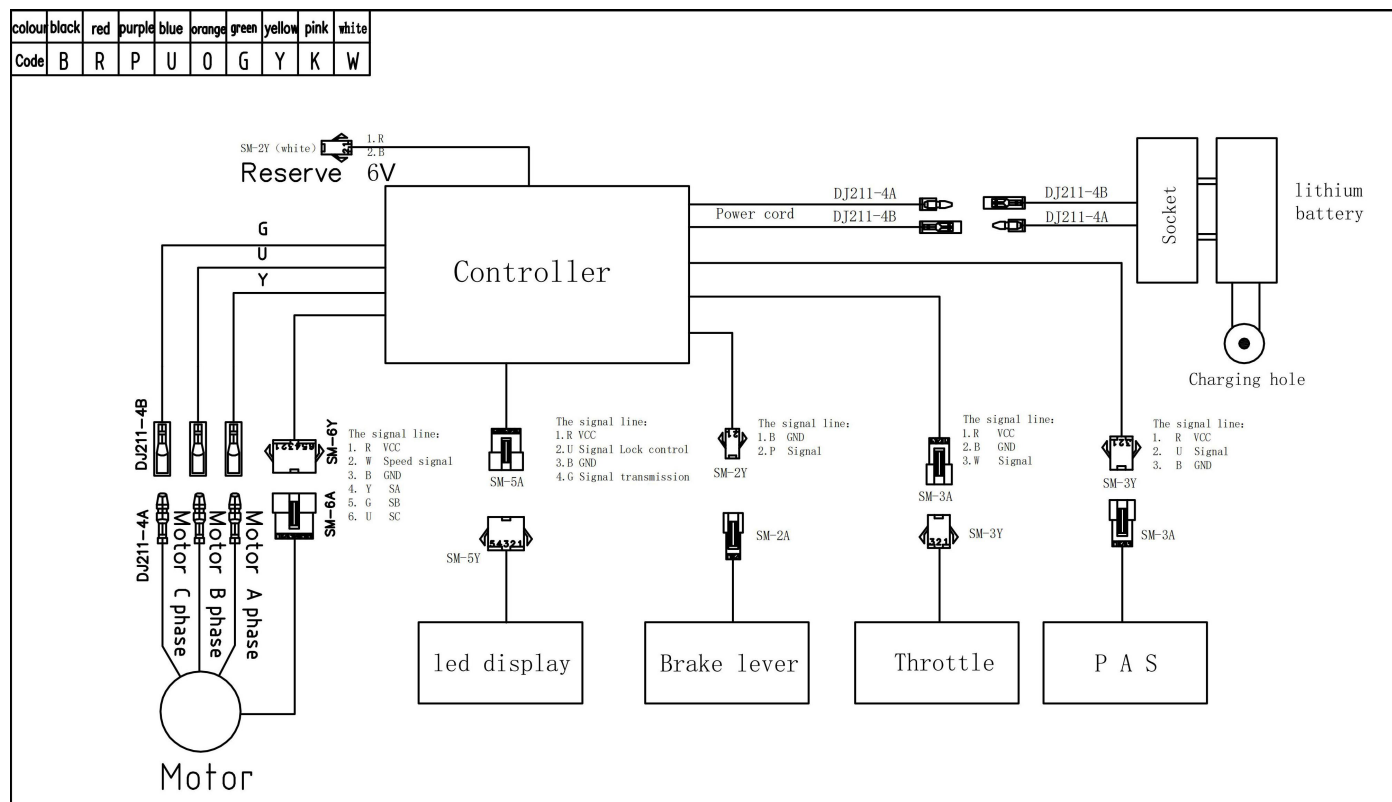 colour black red purple blue orange green yellow pink white
Code B R P U O G Y K W
SM-2Y (white)
2.1
1.R
2.B
Reserve 6V
G
U
Y
Controller
Power cord
DJ211-4A
DJ211-4B
DJ211-4B
DJ211-4A
Socket
lithium
battery
Charging hole
DJ211-4B
DJ211-4A
Motor C phase
Motor B phase
Motor A phase
SM-6Y
SM-6A
The signal line:
1. R VCC
2. W Speed signal
3. B GND
4. Y SA
5. G SB
6. U SC
SM-5A
The signal line:
1.R VCC
2.U Signal Lock control
3.B GND
4.G Signal transmission
54321
SM-5Y
21
SM-2Y
The signal line:
1.B GND
2.P Signal
SM-2A
The signal line:
1.R VCC
2.B GND
3.W Signal
SM-3A
321
SM-3Y
The signal line:
1. R VCC
2. U Signal
3. B GND
SM-3Y
SM-3A
led display
Brake lever
Throttle
P A S
Motor